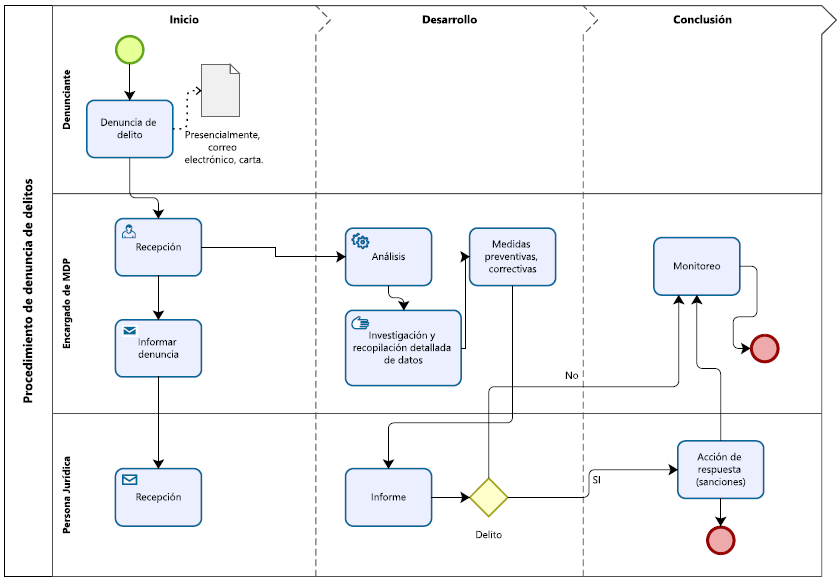 Procedimiento de denuncia de delitos
Inicio
Desarrollo
Conclusión
Denunciante
Denuncia de
delito
Presencialmente,
correo
electrónico, carta.
Encargado de MDP
Recepción
Informar
denuncia
Análisis
Investigación y
recopilación detallada
de datos
Medidas
preventivas,
correctivas
Monitoreo
No
Persona Jurídica
Recepción
Informe
Delito
SI
Acción de
respuesta
(sanciones)